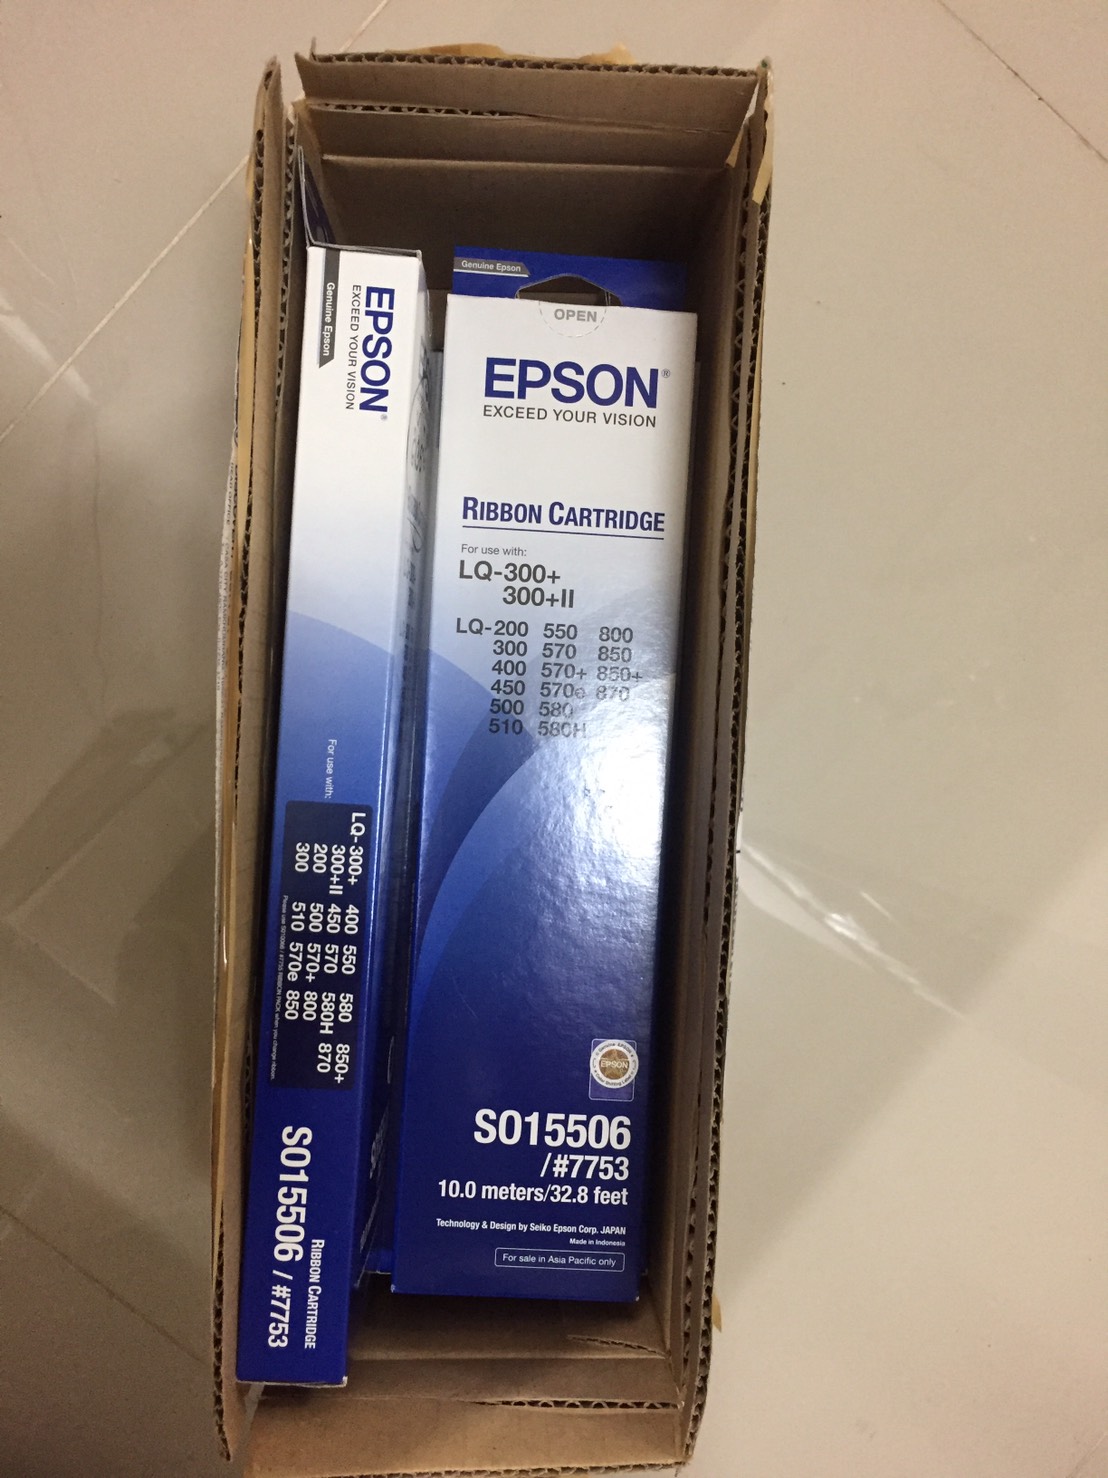 Genuine Epson
EPSON®
EXCEED YOUR VISION
For use with:
LQ-300+ 400 550 580 850+
300+II 450 570 580H 870
200 500 570+ 800
300 510 570e 850
RIBBON CARTRIDGE
S015506 / #7753
Genuine Epson
OPEN
EPSON®
EXCEED YOUR VISION
RIBBON CARTRIDGE
For use with:
LQ-300+
300+II
LQ-200 550 800
300 570 850
400 570+ 850+
450 570e 870
500 580
510 580H
EPSON
S015506
/#7753
10.0 meters/32.8 feet
Technology & Design by Seiko Epson Corp. JAPAN
Made in Indonesia
For sale in Asia Pacific only